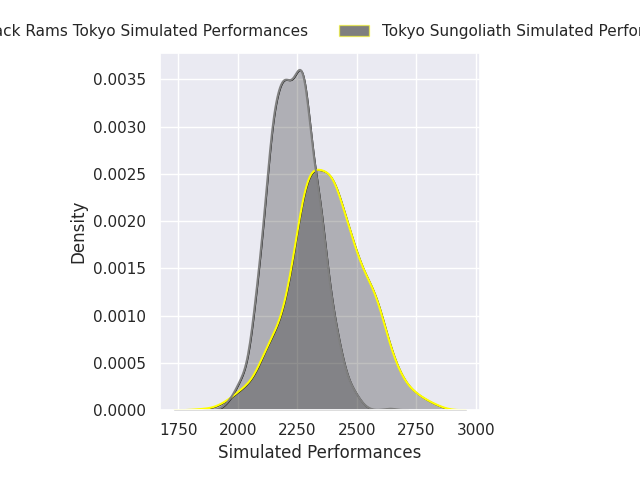 ack Rams Tokyo Simulated Performances Tokyo Sungoliath Simulated Perfor
0.0035
0.0030
0.0025
0.0020
0.0015
0.0010
0.0005
0.0000
Density
1750 2000 2250 2500 2750 3000
Simulated Performances